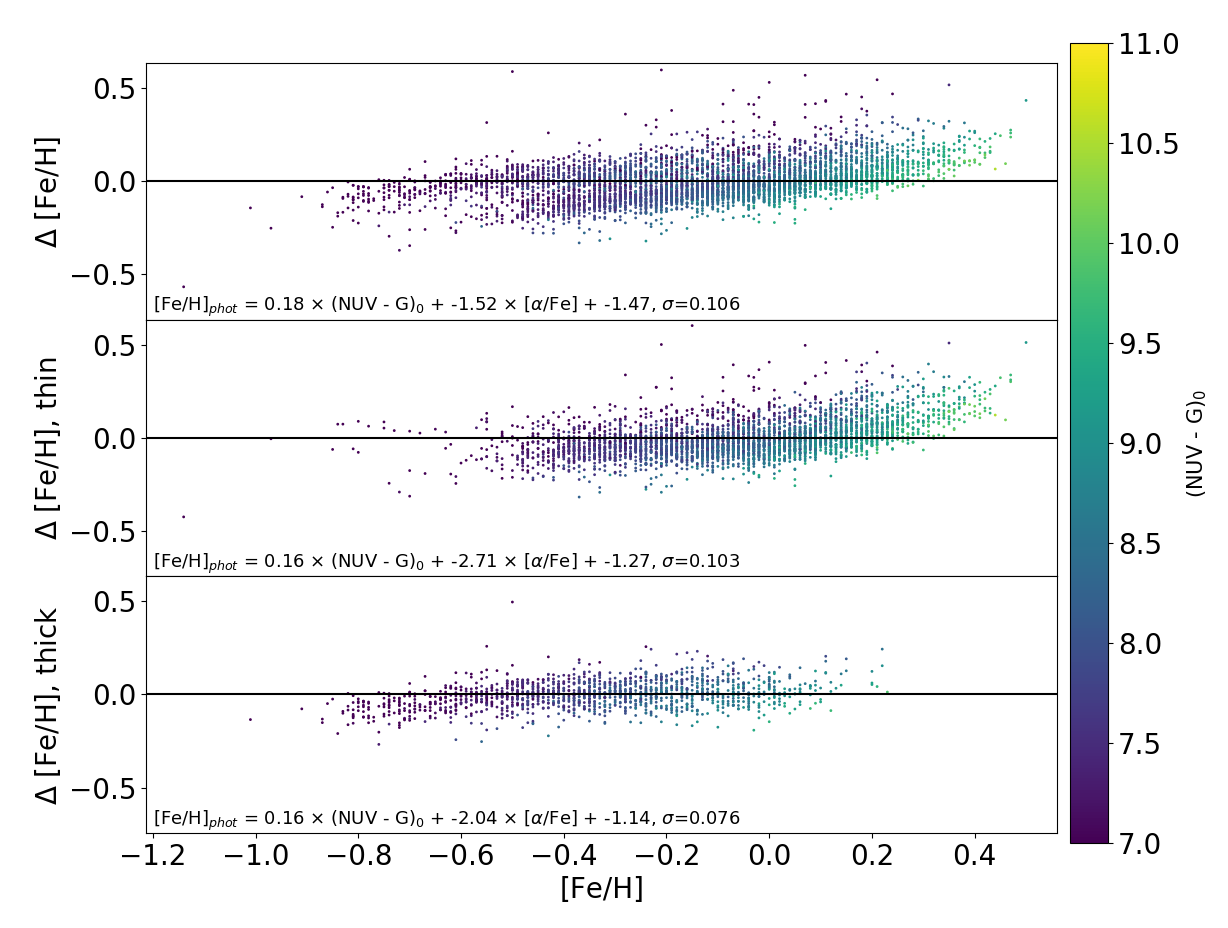 Δ [Fe/H]
0.5
0.0
−0.5
[Fe/H]phot = 0.18 × (NUV - G)0 + -1.52 × [α/Fe] + -1.47, σ=0.106
Δ [Fe/H], thin
0.5
0.0
−0.5
[Fe/H]phot = 0.16 × (NUV - G)0 + -2.71 × [α/Fe] + -1.27, σ=0.103
Δ [Fe/H], thick
0.5
0.0
−0.5
[Fe/H]phot = 0.16 × (NUV - G)0 + -2.04 × [α/Fe] + -1.14, σ=0.076
−1.2 −1.0 −0.8 −0.6 −0.4 −0.2 0.0 0.2 0.4
[Fe/H]
11.0
10.5
10.0
9.5
9.0
8.5
8.0
7.5
7.0
(NUV - G)0